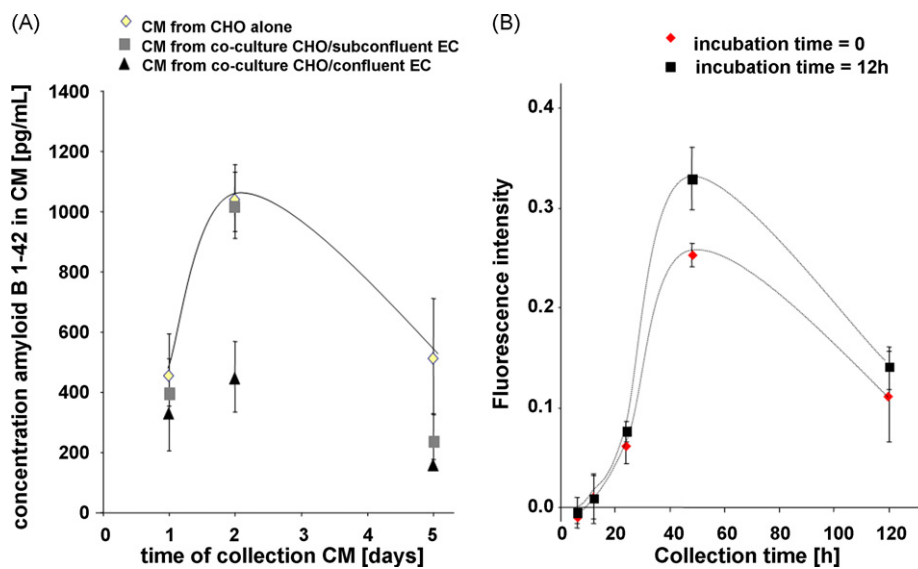 (A)
CM from CHO alone
CM from co-culture CHO/subconfluent EC
CM from co-culture CHO/confluent EC
concentration amyloid B 1-42 in CM [pg/mL]
1400
1200
1000
800
600
400
200
0
0 1 2 3 4 5
time of collection CM [days]
(B)
incubation time = 0
incubation time = 12h
Fluorescence intensity
0.4
0.3
0.2
0.1
0.0
0 20 40 60 80 100 120
Collection time [h]